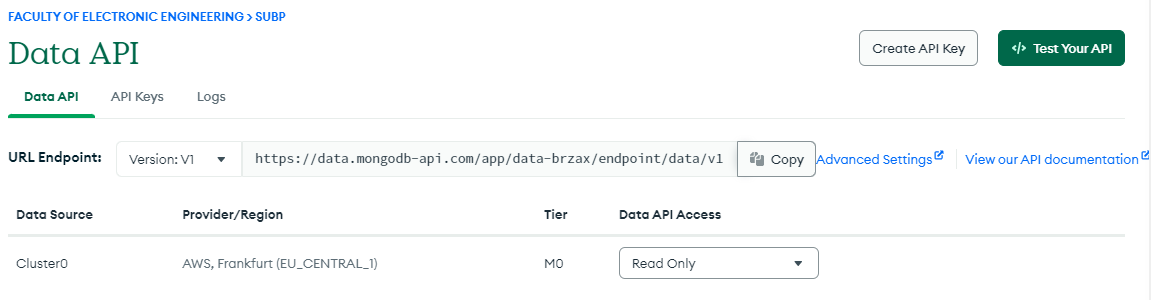 FACULTY OF ELECTRONIC ENGINEERING > SUBP
Data API
Create API Key
</> Test Your API
Data API API Keys Logs
URL Endpoint: Version: V1 https://data.mongodb-api.com/app/data-brzax/endpoint/data/v1 Copy Advanced Settings View our API documentation
Data Source Provider/Region Tier Data API Access
Cluster0 AWS, Frankfurt (EU_CENTRAL_1) M0 Read Only